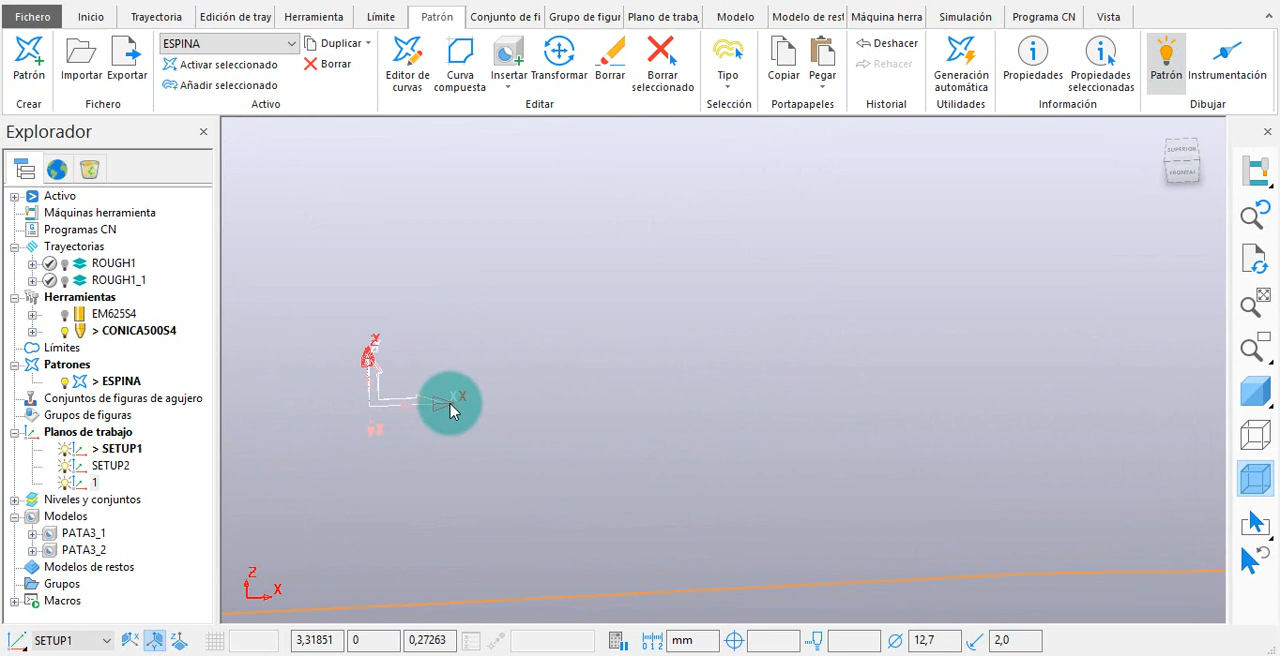 Fichero Inicio Trayectoria Edición de tray Herramienta Límite Patrón Conjunto de fi Grupo de figur Plano de traba Modelo Modelo de rest Máquina herra Simulación Programa CN Vista
ESPINA
Duplicar
Deshacer
Activar seleccionado
Borrar
Rehacer
Patrón Importar Exportar Editor de curvas Curva compuesta Insertar Transformar Borrar Borrar seleccionado Tipo Copiar Pegar Generación automática Propiedades Propiedades seleccionadas Patrón Instrumentación
Añadir seleccionado
Crear Fichero Activo Editar Selección Portapapeles Historial Utilidades Información Dibujar
Explorador
Activo
Máquinas herramienta
Programas CN
Trayectorias
ROUGH1
ROUGH1_1
Herramientas
EM625S4
> CONICA500S4
Límites
Patrones
> ESPINA
Conjuntos de figuras de agujero
Grupos de figuras
Planos de trabajo
> SETUP1
SETUP2
1
Niveles y conjuntos
Modelos
PATA3_1
PATA3_2
Modelos de restos
Grupos
Macros
SUPERIOR
FRONTAL
X X
Z
X
SETUP1 3,31851 0 0,27263 mm 12,7 2,0